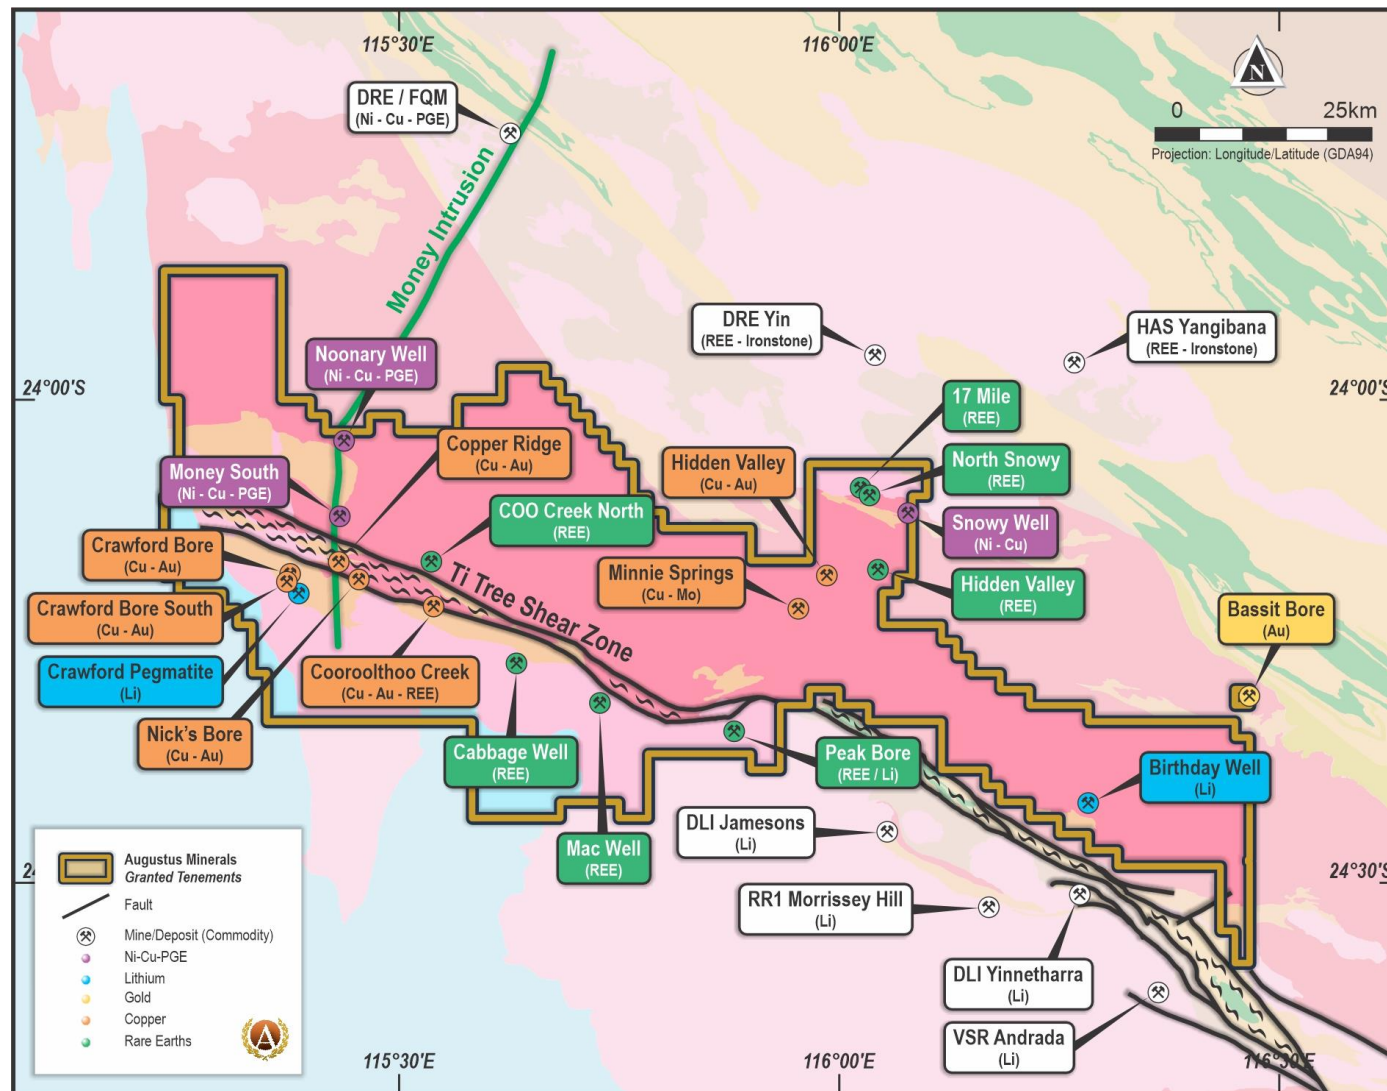 115°30'E
116°00'E
DRE / FQM
(Ni - Cu - PGE)
N
0
25km
Projection: Longitude/Latitude (GDA94)
Money Intrusion
DRE Yin
(REE - Ironstone)
HAS Yangibana
(REE - Ironstone)
Noonary Well
(Ni - Cu - PGE)
24°00'S
24°00'S
17 Mile
(REE)
Copper Ridge
(Cu - Au)
Hidden Valley
(Cu - Au)
North Snowy
(REE)
Money South
(Ni - Cu - PGE)
COO Creek North
(REE)
Snowy Well
(Ni - Cu)
Crawford Bore
(Cu - Au)
Ti Tree Shear Zone
Minnie Springs
(Cu - Mo)
Hidden Valley
(REE)
Crawford Bore South
(Cu - Au)
Bassit Bore
(Au)
Crawford Pegmatite
(Li)
Cooroolthoo Creek
(Cu - Au - REE)
Nick's Bore
(Cu - Au)
Cabbage Well
(REE)
Peak Bore
(REE / Li)
Birthday Well
(Li)
DLI Jamesons
(Li)
Mac Well
(REE)
24°30'S
RR1 Morrissey Hill
(Li)
DLI Yinnetharra
(Li)
VSR Andrada
(Li)
Augustus Minerals
Granted Tenements
Fault
Mine/Deposit (Commodity)
Ni-Cu-PGE
Lithium
Gold
Copper
Rare Earths
A
115°30'E
116°00'E
116°30'E